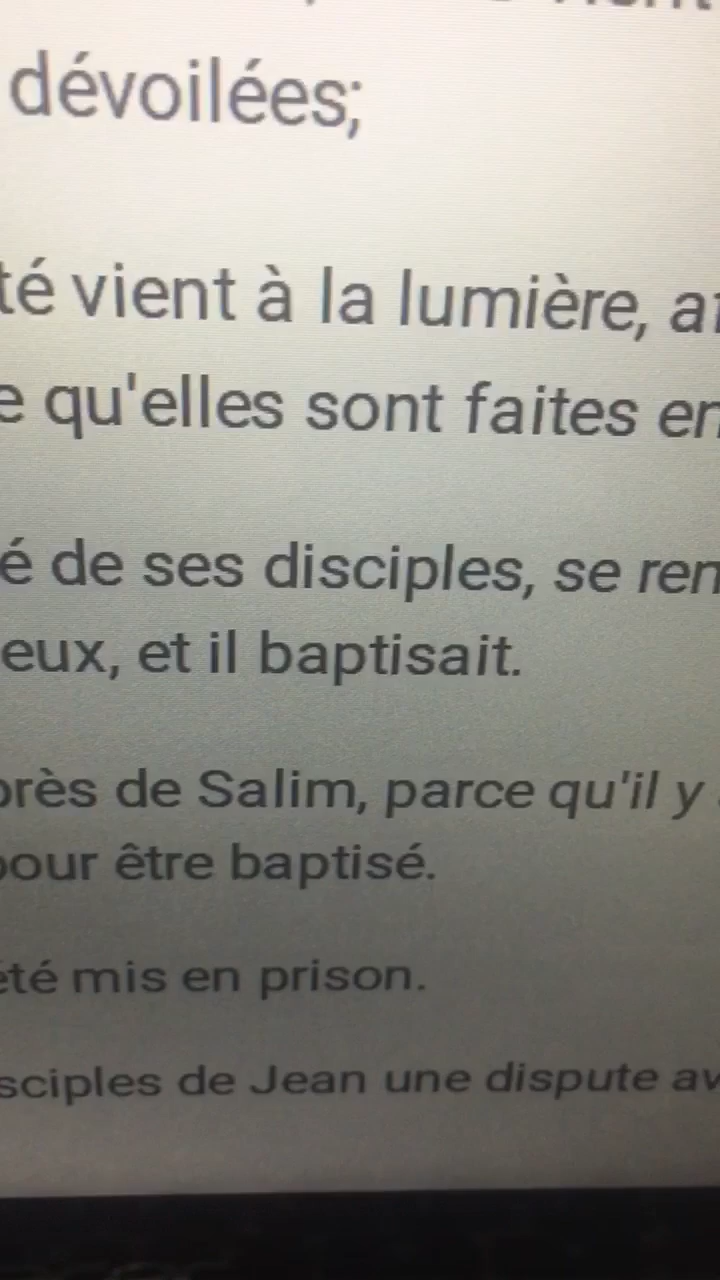 dévoilées;
té vient à la lumière, af
e qu'elles sont faites en
é de ses disciples, se ren
eux, et il baptisait.
près de Salim, parce qu'il y
pour être baptisé.
été mis en prison.
sciples de Jean une dispute av